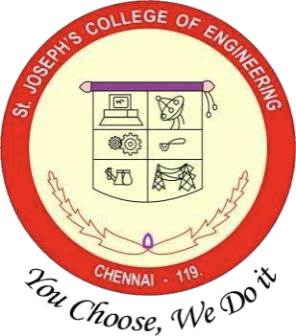 St. JOSEPH'S COLLEGE OF ENGINEERING
CHENNAI - 119.
You Choose, We Do it